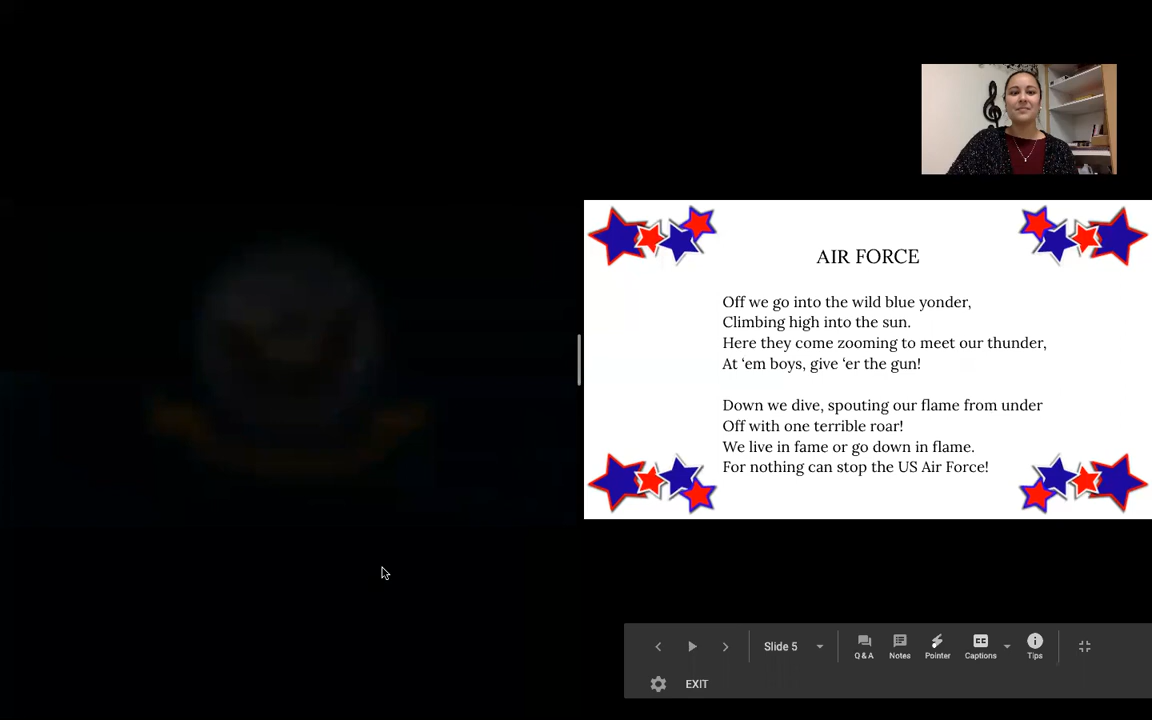 AIR FORCE
Off we go into the wild blue yonder,
Climbing high into the sun.
Here they come zooming to meet our thunder,
At ‘em boys, give ‘er the gun!
Down we dive, spouting our flame from under
Off with one terrible roar!
We live in fame or go down in flame.
For nothing can stop the US Air Force!
Slide 5
Q & A Notes Pointer Captions Tips
EXIT